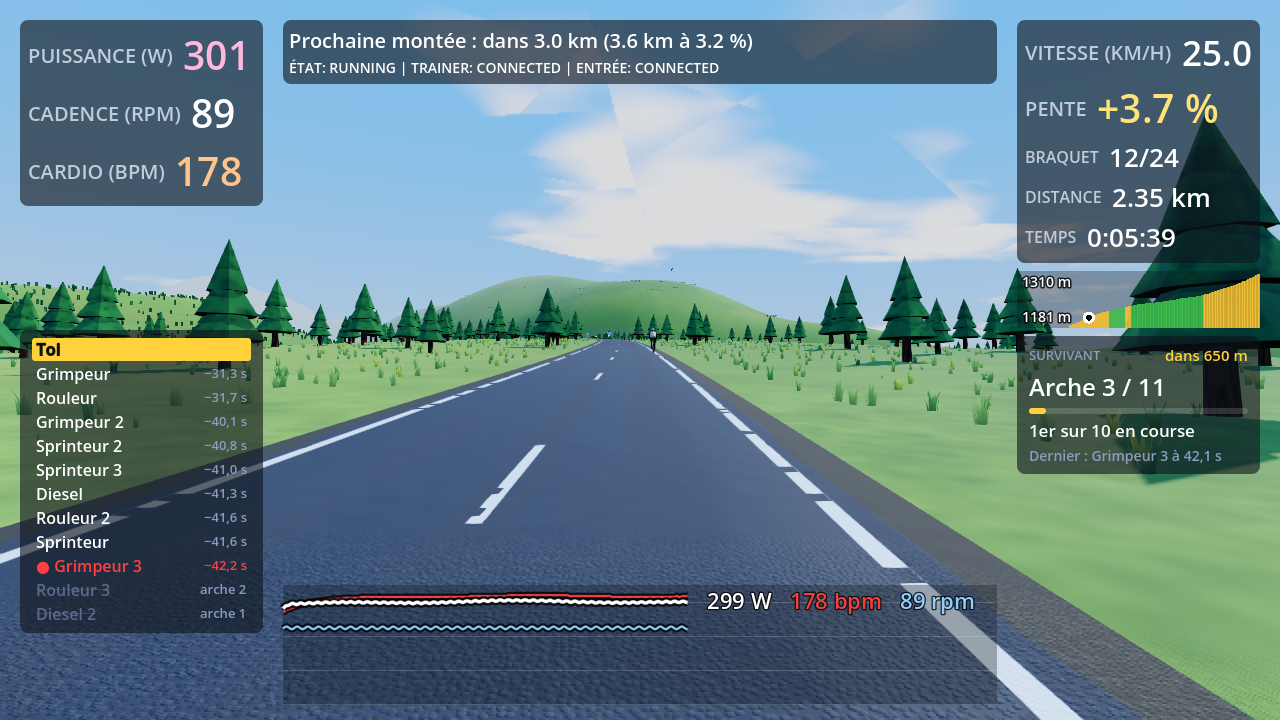 PUISSANCE (W) 301
CADENCE (RPM) 89
CARDIO (BPM) 178
Prochaine montée : dans 3.0 km (3.6 km à 3.2 %)
ÉTAT: RUNNING | TRAINER: CONNECTED | ENTRÉE: CONNECTED
VITESSE (KM/H) 25.0
PENTE +3.7 %
BRAQUET 12/24
DISTANCE 2.35 km
TEMPS 0:05:39
1310 m
1181 m
SURVIVANT dans 650 m
Arche 3 / 11
1er sur 10 en course
Dernier : Grimpeur 3 à 42,1 s
Toi
Grimpeur −31,3 s
Rouleur −31,7 s
Grimpeur 2 −40,1 s
Sprinteur 2 −40,8 s
Sprinteur 3 −41,0 s
Diesel −41,3 s
Rouleur 2 −41,6 s
Sprinteur −41,6 s
Grimpeur 3 −42,2 s
Rouleur 3 arche 2
Diesel 2 arche 1
299 W 178 bpm 89 rpm